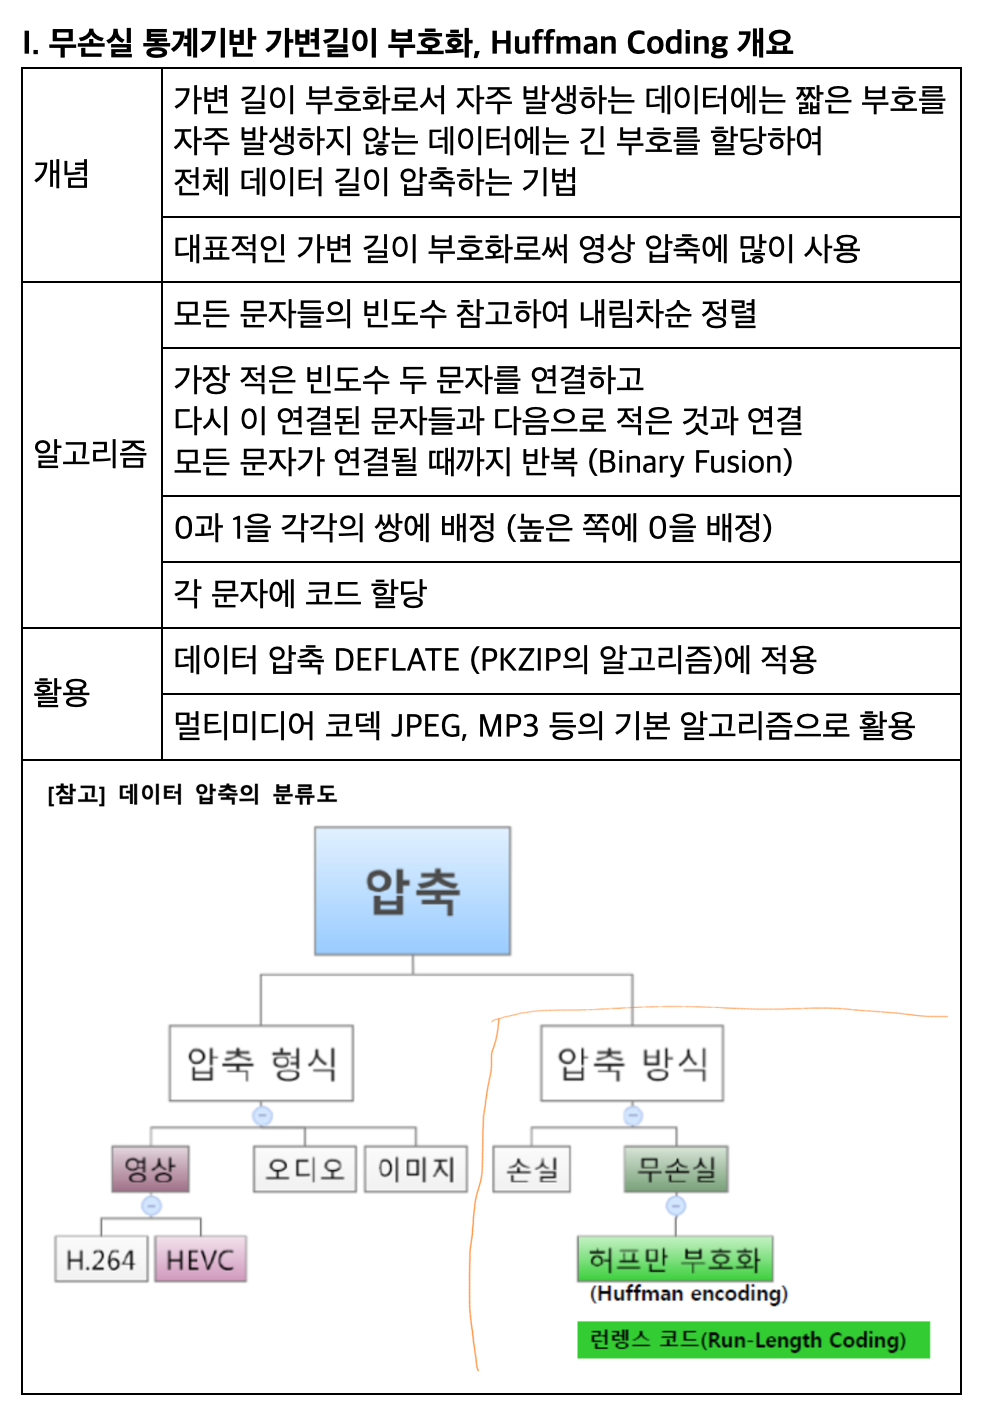 I. 무손실 통계기반 가변길이 부호화, Huffman Coding 개요
개념
가변 길이 부호화로서 자주 발생하는 데이터에는 짧은 부호를
자주 발생하지 않는 데이터에는 긴 부호를 할당하여
전체 데이터 길이 압축하는 기법
대표적인 가변 길이 부호화로써 영상 압축에 많이 사용
알고리즘
모든 문자들의 빈도수 참고하여 내림차순 정렬
가장 적은 빈도수 두 문자를 연결하고
다시 이 연결된 문자들과 다음으로 적은 것과 연결
모든 문자가 연결될 때까지 반복 (Binary Fusion)
0과 1을 각각의 쌍에 배정 (높은 쪽에 0을 배정)
각 문자에 코드 할당
활용
데이터 압축 DEFLATE (PKZIP의 알고리즘)에 적용
멀티미디어 코덱 JPEG, MP3 등의 기본 알고리즘으로 활용
[참고] 데이터 압축의 분류도
압축
압축 형식
압축 방식
영상
오디오
이미지
손실
무손실
H.264
HEVC
허프만 부호화
(Huffman encoding)
런렝스 코드(Run-Length Coding)